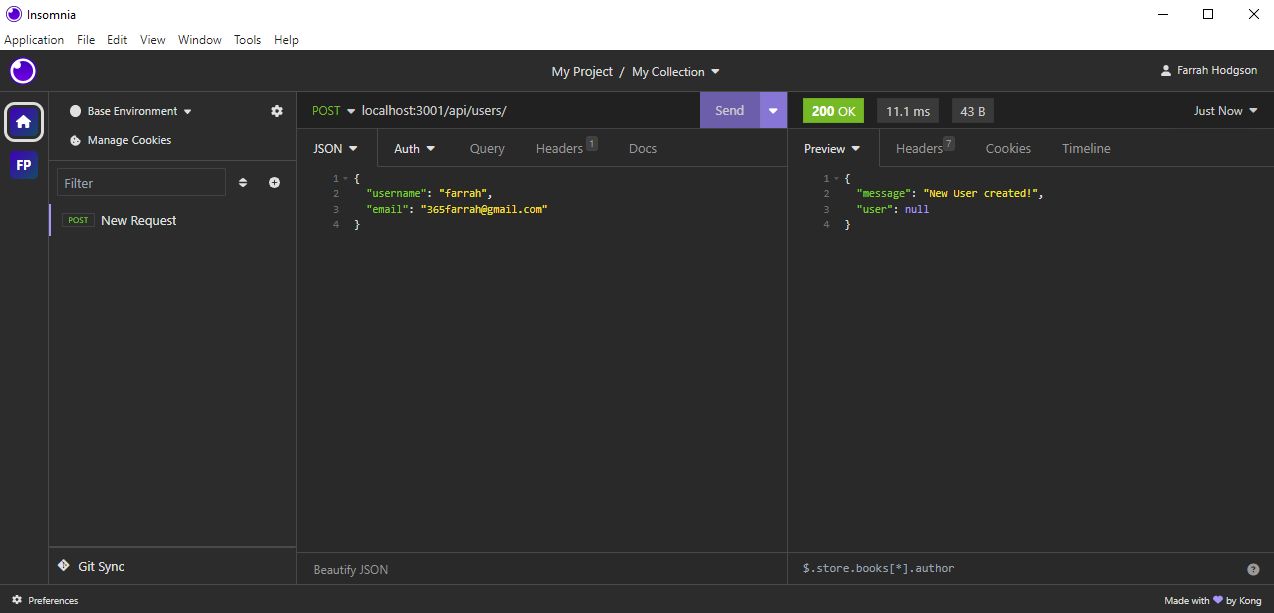 Insomnia
Application File Edit View Window Tools Help
My Project / My Collection
Farrah Hodgson
FP
Base Environment
Manage Cookies
Filter
POST New Request
Git Sync
POST localhost:3001/api/users/ Send
JSON Auth Query Headers 1 Docs
1 {
2 "username": "farrah",
3 "email": "365farrah@gmail.com"
4 }
Beautify JSON
200 OK 11.1 ms 43 B Just Now
Preview Headers 7 Cookies Timeline
1 {
2 "message": "New User created!",
3 "user": null
4 }
$.store.books[*].author ?
Preferences
Made with by Kong